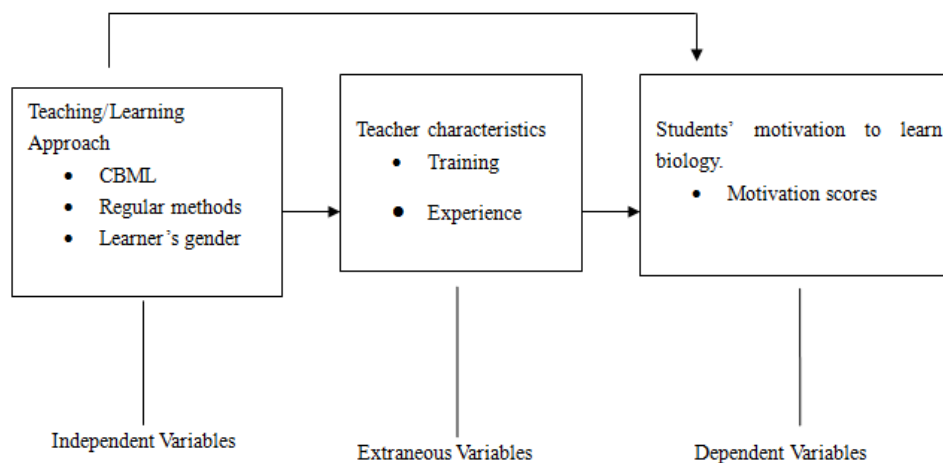 Teaching/Learning
Approach
• CBML
• Regular methods
• Learner's gender
Teacher characteristics
• Training
• Experience
Students' motivation to learn
biology.
• Motivation scores
Independent Variables
Extraneous Variables
Dependent Variables